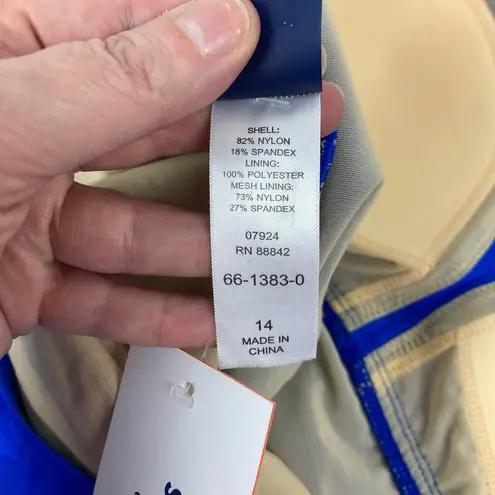 SHELL:
82% NYLON
18% SPANDEX
LINING:
100% POLYESTER
MESH LINING:
73% NYLON
27% SPANDEX
07924
RN 88842
66-1383-0
14
MADE IN
CHINA